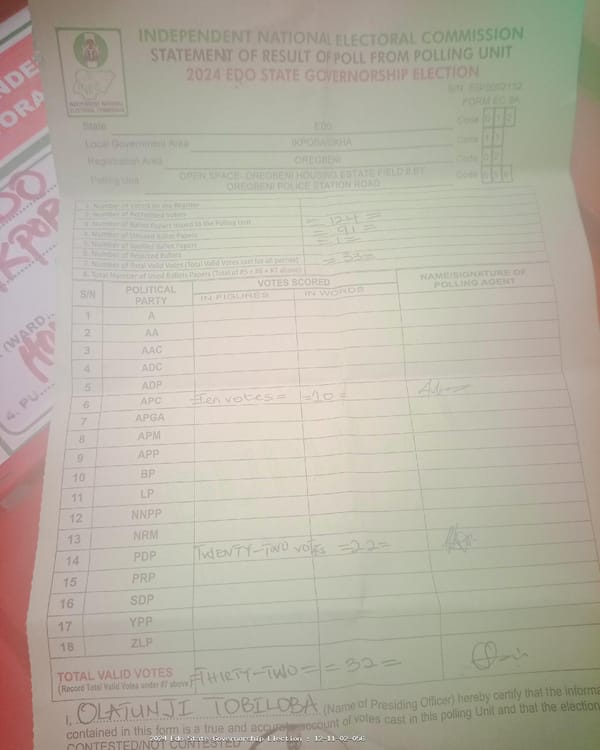 INDEPENDENT NATIONAL ELECTORAL COMMISSION
STATEMENT OF RESULT OF POLL FROM POLLING UNIT
2024 EDO STATE GOVERNORSHIP ELECTION
INDEPENDENT NATIONAL ELECTORAL COMMISSION
FORM EC 8A
State EDO Code
Local Government Area IKPOBA/OKHA Code
Registration Area OREGBENI Code
Polling Unit OPEN SPACE- OREGBENI HOUSING ESTATE FIELD II BY OREGBENI POLICE STATION ROAD Code
1. Number of Voters on the Register
2. Number of Accredited Voters
3. Number of Ballot Papers Issued to the Polling Unit = 124 =
4. Number of Unused Ballot Papers = 91 =
5. Number of Spoiled Ballot Papers = 1 =
6. Number of Rejected Ballots
7. Number of Total Valid Votes (Total Valid Votes cast for all parties) = 33 =
8. Total Number of Used Ballots Papers (Total of #5 + #6 + #7 above)
S/N POLITICAL PARTY VOTES SCORED NAME/SIGNATURE OF POLLING AGENT
IN FIGURES IN WORDS
1 A
2 AA
3 AAC
4 ADC
5 ADP
6 APC =Ten votes= =10=
7 APGA
8 APM
9 APP
10 BP
11 LP
12 NNPP
13 NRM
14 PDP TWENTY-TWO VOTES =22=
15 PRP
16 SDP
17 YPP
18 ZLP
TOTAL VALID VOTES =THIRTY-TWO= =32=
(Record Total Valid Votes under #7 above)
I, OLATUNJI TOBILOBA (Name of Presiding Officer) hereby certify that the informa
contained in this form is a true and accurate account of votes cast in this polling Unit and that the election
CONTESTED/NOT CONTESTED
2024 Edo State Governorship Election : 12-11-02-056
(WARD
4. PU